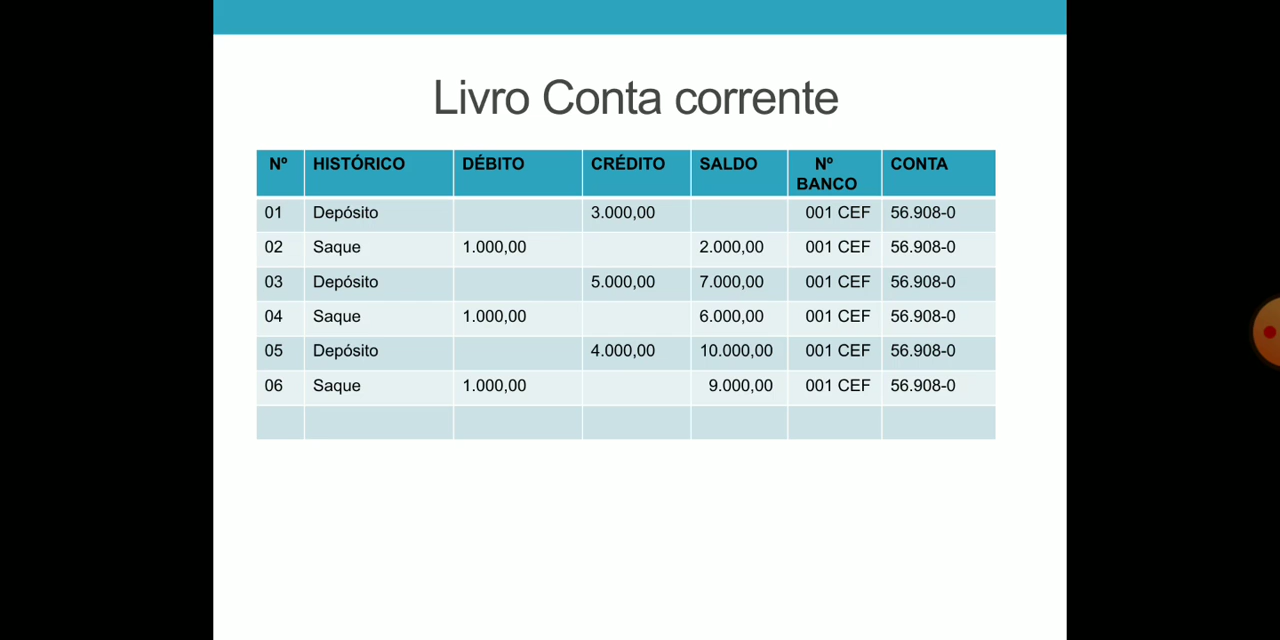 Livro Conta corrente
Nº HISTÓRICO DÉBITO CRÉDITO SALDO Nº BANCO CONTA
01 Depósito 3.000,00 001 CEF 56.908-0
02 Saque 1.000,00 2.000,00 001 CEF 56.908-0
03 Depósito 5.000,00 7.000,00 001 CEF 56.908-0
04 Saque 1.000,00 6.000,00 001 CEF 56.908-0
05 Depósito 4.000,00 10.000,00 001 CEF 56.908-0
06 Saque 1.000,00 9.000,00 001 CEF 56.908-0